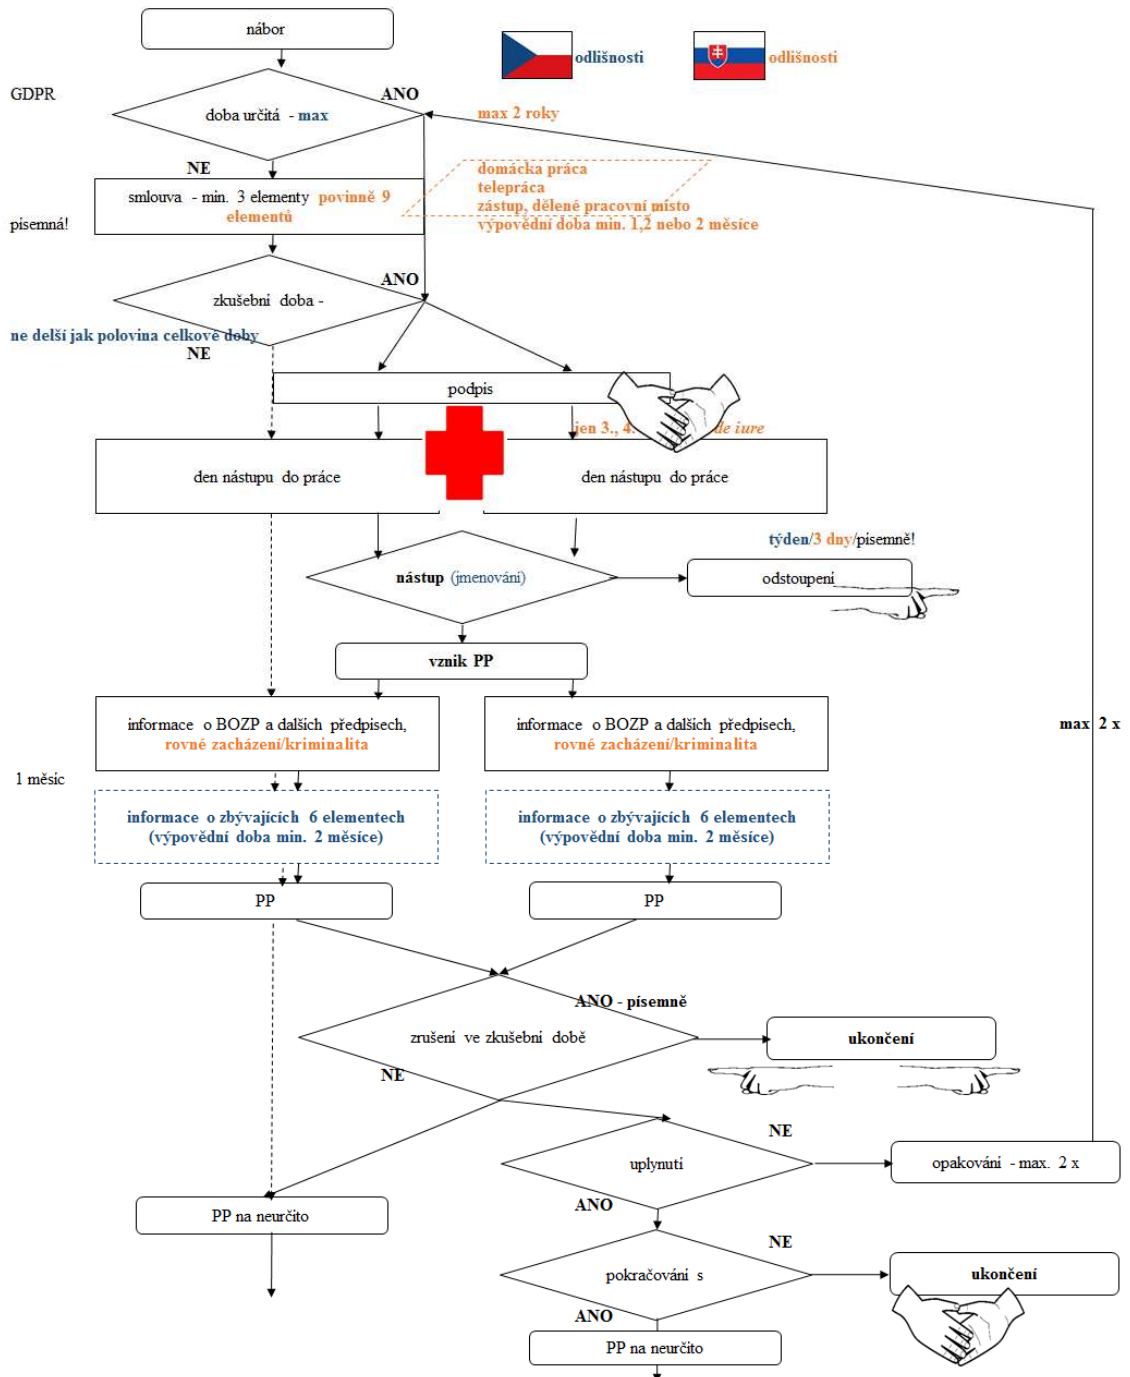 nábor
odlišnosti
odlišnosti
GDPR
ANO
doba určitá - max
max 2 roky
NE
domácka práca
telepráca
zástup, dělené pracovní místo
výpovědní doba min. 1,2 nebo 2 měsíce
smlouva - min. 3 elementy povinně 9
elementů
písemná!
ANO
zkušební doba -
ne delší jak polovina celkové doby
NE
podpis
jen 3., 4. de iure
den nástupu do práce
den nástupu do práce
týden/3 dny/písemně!
nástup (jmenování)
odstoupení
vznik PP
informace o BOZP a dalších předpisech,
rovné zacházení/kriminalita
informace o BOZP a dalších předpisech,
rovné zacházení/kriminalita
max 2 x
1 měsíc
informace o zbývajících 6 elementech
(výpovědní doba min. 2 měsíce)
informace o zbývajících 6 elementech
(výpovědní doba min. 2 měsíce)
PP
PP
ANO - písemně
zrušení ve zkušební době
ukončení
NE
NE
uplynutí
opakování - max. 2 x
ANO
PP na neurčito
NE
pokračování s
ukončení
ANO
PP na neurčito